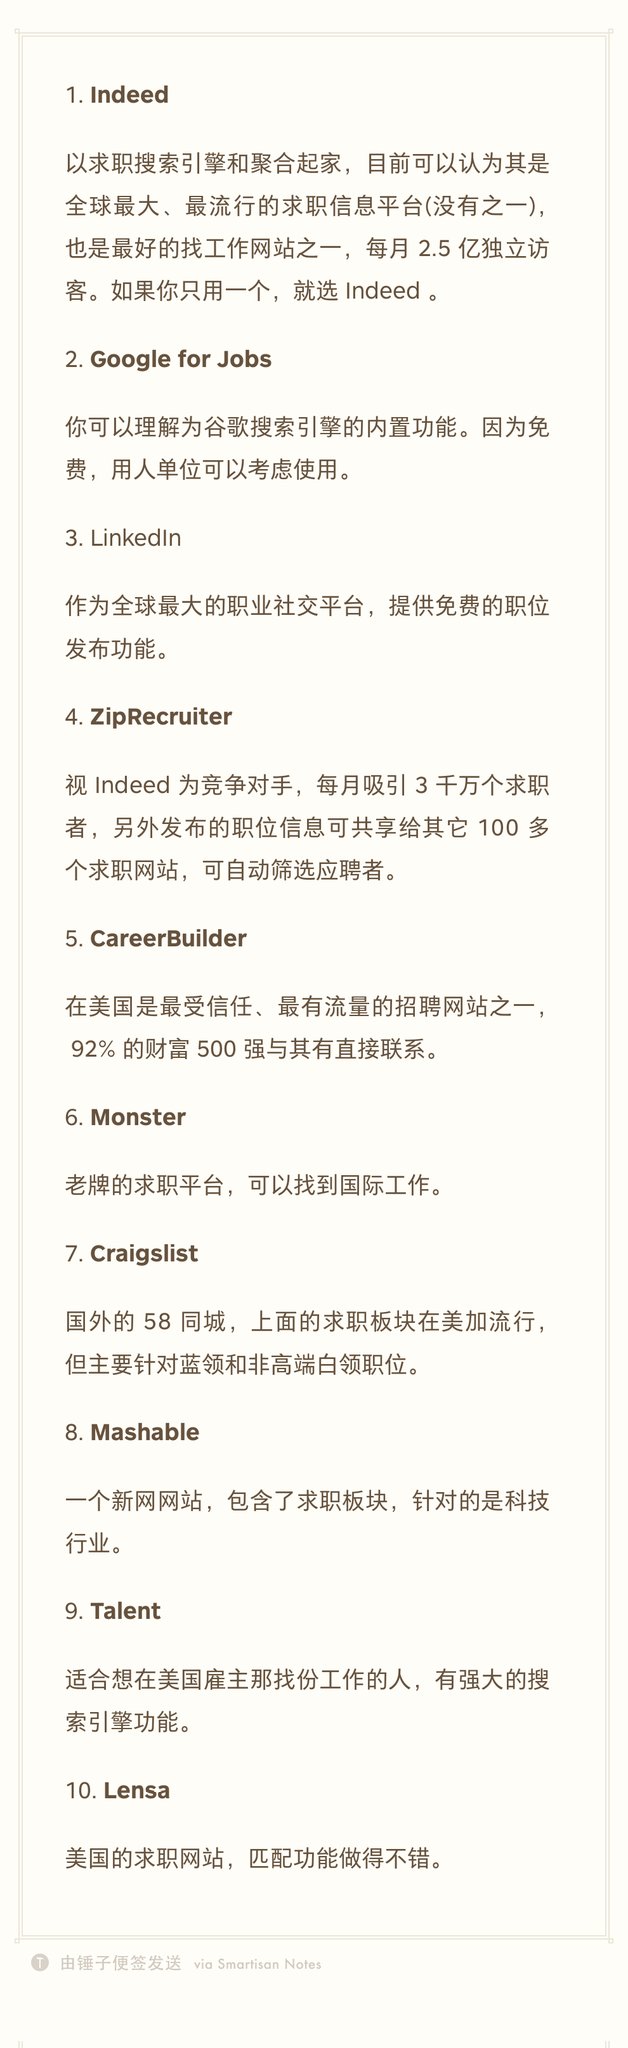 1. Indeed
以求职搜索引擎和聚合起家，目前可以认为其是
全球最大、最流行的求职信息平台(没有之一)，
也是最好的找工作网站之一，每月 2.5 亿独立访
客。如果你只用一个，就选 Indeed 。
2. Google for Jobs
你可以理解为谷歌搜索引擎的内置功能。因为免
费，用人单位可以考虑使用。
3. LinkedIn
作为全球最大的职业社交平台，提供免费的职位
发布功能。
4. ZipRecruiter
视 Indeed 为竞争对手，每月吸引 3 千万个求职
者，另外发布的职位信息可共享给其它 100 多
个求职网站，可自动筛选应聘者。
5. CareerBuilder
在美国是最受信任、最有流量的招聘网站之一，
92% 的财富 500 强与其有直接联系。
6. Monster
老牌的求职平台，可以找到国际工作。
7. Craigslist
国外的 58 同城，上面的求职板块在美加流行，
但主要针对蓝领和非高端白领职位。
8. Mashable
一个新网网站，包含了求职板块，针对的是科技
行业。
9. Talent
适合想在美国雇主那找份工作的人，有强大的搜
索引擎功能。
10. Lensa
美国的求职网站，匹配功能做得不错。
T 由锤子便签发送 via Smartisan Notes